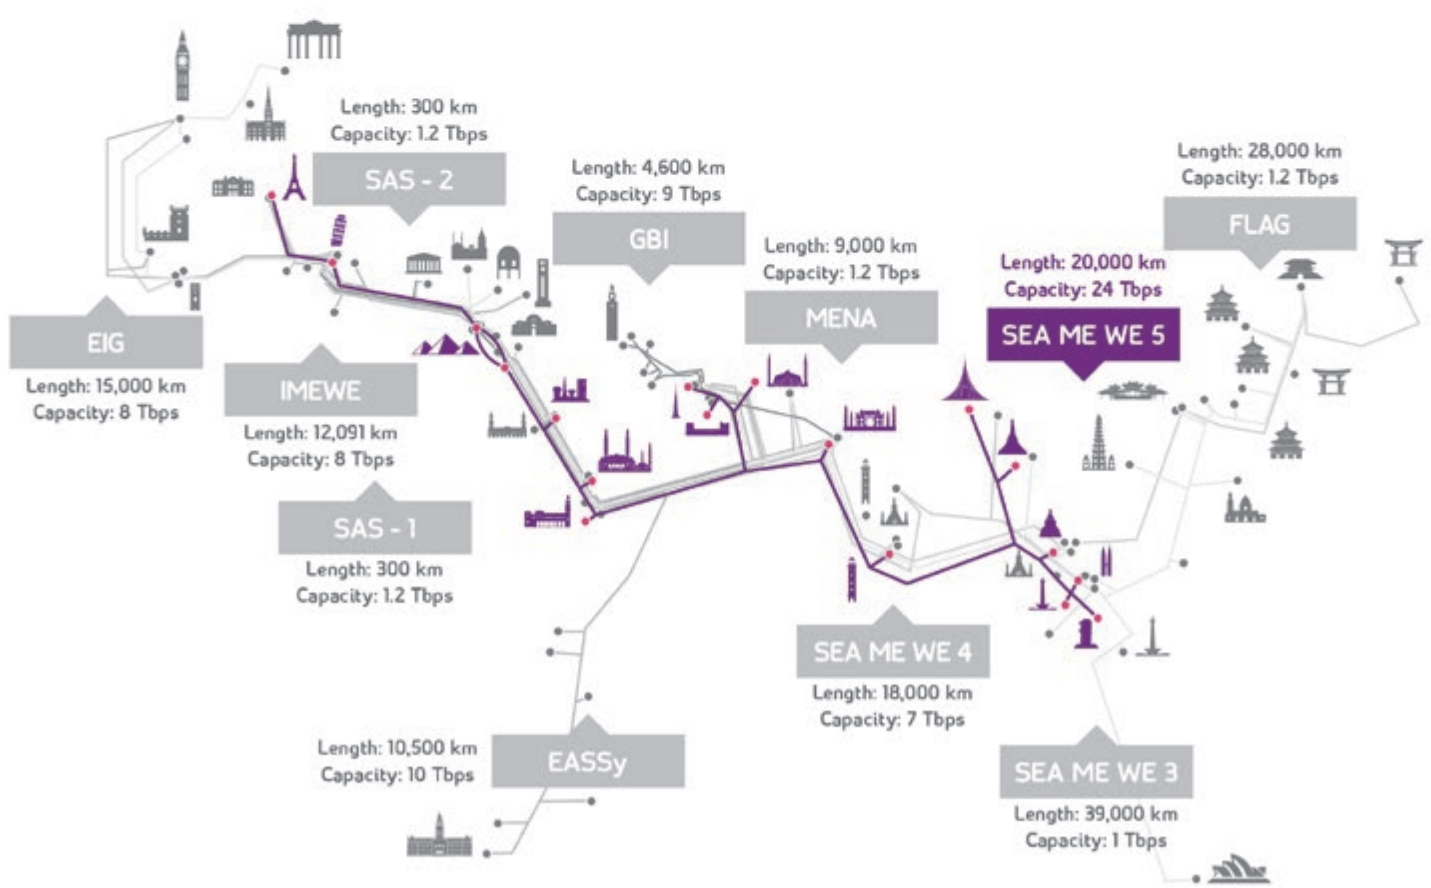 Length: 300 km
Capacity: 1.2 Tbps
SAS - 2
Length: 4,600 km
Capacity: 9 Tbps
GBI
Length: 9,000 km
Capacity: 1.2 Tbps
MENA
Length: 28,000 km
Capacity: 1.2 Tbps
FLAG
Length: 20,000 km
Capacity: 24 Tbps
SEA ME WE 5
EIG
Length: 15,000 km
Capacity: 8 Tbps
IMEWE
Length: 12,091 km
Capacity: 8 Tbps
SAS - 1
Length: 300 km
Capacity: 1.2 Tbps
SEA ME WE 4
Length: 18,000 km
Capacity: 7 Tbps
Length: 10,500 km
Capacity: 10 Tbps
EASSy
SEA ME WE 3
Length: 39,000 km
Capacity: 1 Tbps